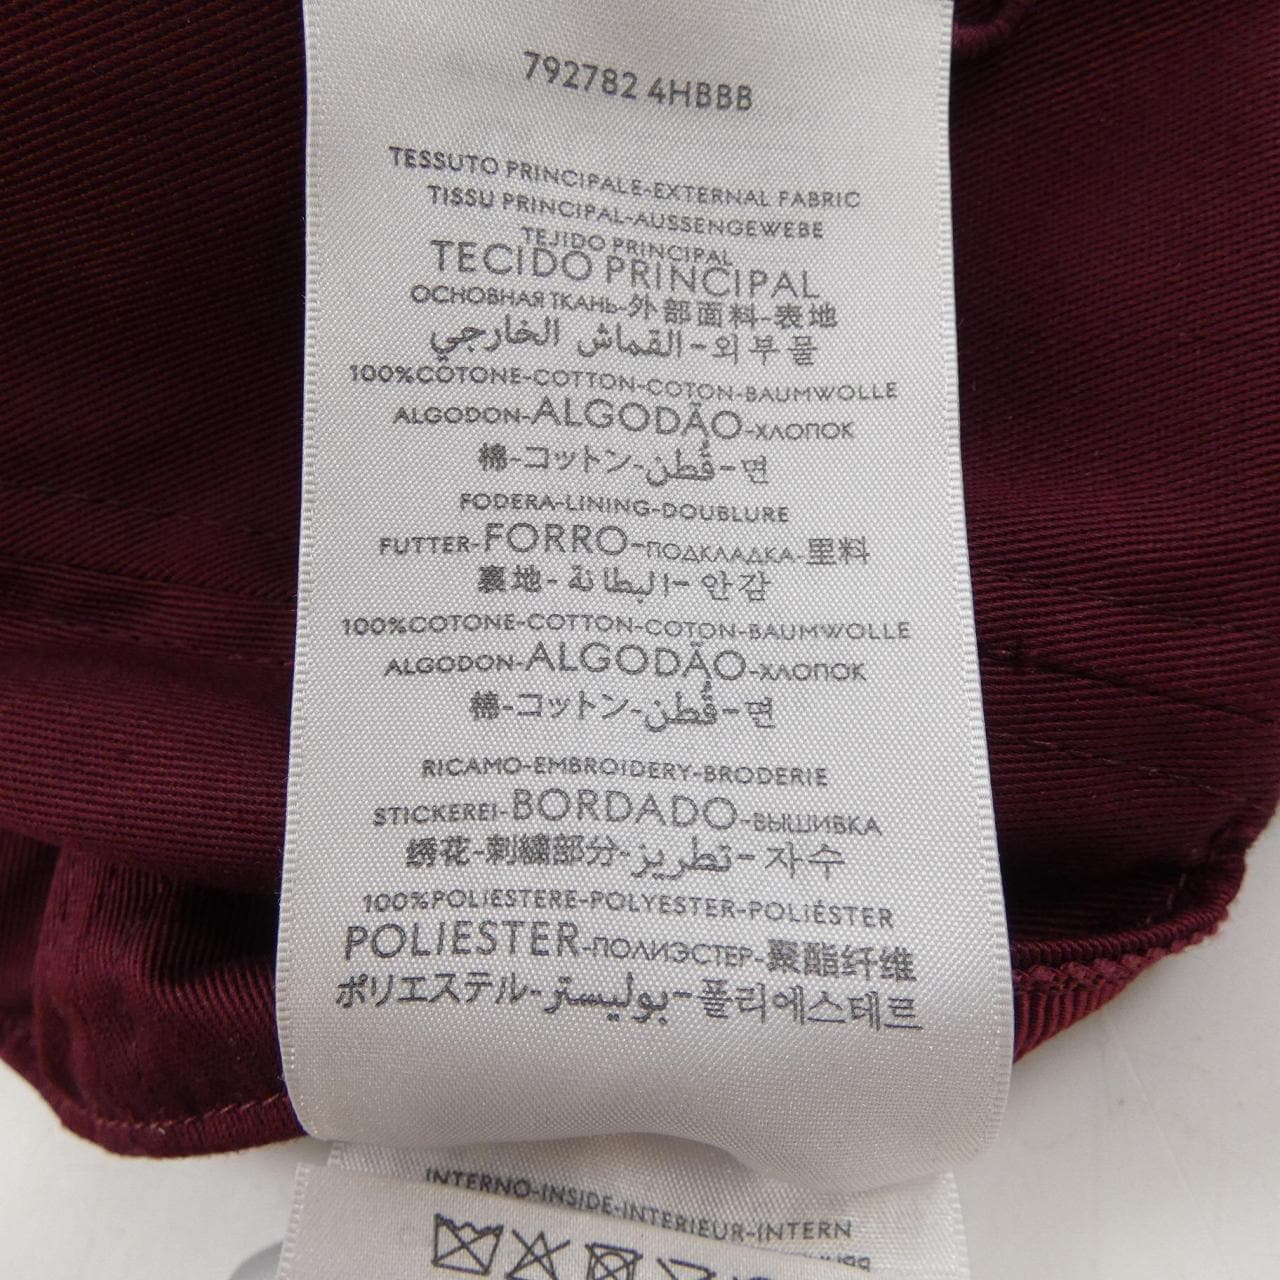 792782 4HBBB
TESSUTO PRINCIPALE-EXTERNAL FABRIC
TISSU PRINCIPAL-AUSSENGEWEBE
TEJIDO PRINCIPAL
TECIDO PRINCIPAL
ОСНОВНАЯ ТКАНЬ-外部面料-表地
القماش الخارجي-외부 물
100%COTONE-COTTON-COTON-BAUMWOLLE
ALGODON-ALGODÃO-ХЛОПОК
棉-コットン-قُطن-면
FODERA-LINING-DOUBLURE
FUTTER-FORRO-ПОДКЛАДКА-里料
裏地-البطانة-안감
100%COTONE-COTTON-COTON-BAUMWOLLE
ALGODON-ALGODÃO-ХЛОПОК
棉-コットン-قُطن-면
RICAMO-EMBROIDERY-BRODERIE
STICKEREI-BORDADO-ВЫШИВКА
绣花-刺繍部分-تطريز-자수
100%POLIESTERE-POLYESTER-POLIÉSTER
POLIESTER-ПОЛИЭСТЕР-聚酯纤维
ポリエステル-بوليستر-폴리에스테르
INTERNO-INSIDE-INTERIEUR-INTERN